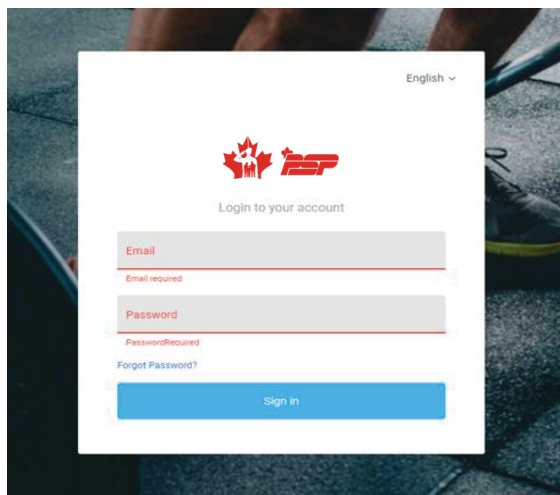 English
PSP
Login to your account
Email
Email required
Password
PasswordRequired
Forgot Password?
Sign in